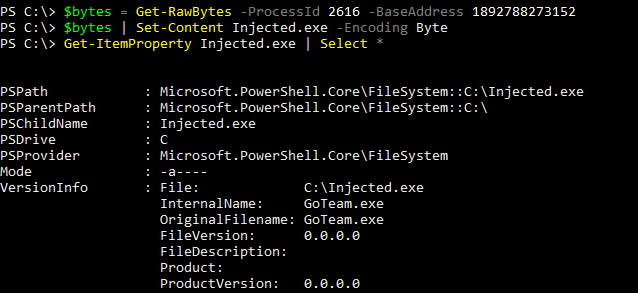 PS C:\> $bytes = Get-RawBytes -ProcessId 2616 -BaseAddress 1892788273152
PS C:\> $bytes | Set-Content Injected.exe -Encoding Byte
PS C:\> Get-ItemProperty Injected.exe | Select *
PSPath : Microsoft.PowerShell.Core\FileSystem::C:\Injected.exe
PSParentPath : Microsoft.PowerShell.Core\FileSystem::C:\
PSChildName : Injected.exe
PSDrive : C
PSProvider : Microsoft.PowerShell.Core\FileSystem
Mode : -a----
VersionInfo : File: C:\Injected.exe
InternalName: GoTeam.exe
OriginalFilename: GoTeam.exe
FileVersion: 0.0.0.0
FileDescription:
Product:
ProductVersion: 0.0.0.0